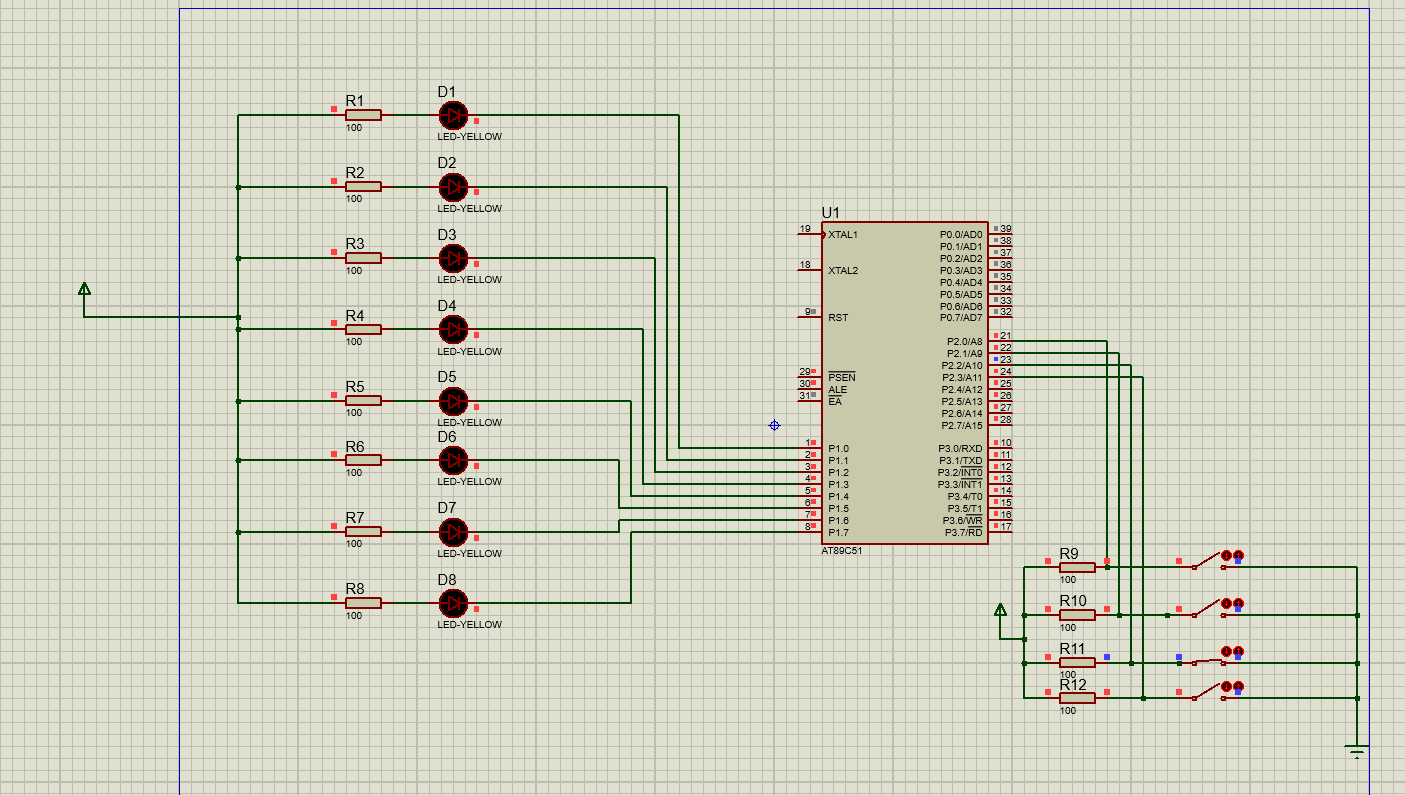 R1
100
D1
LED-YELLOW
R2
100
D2
LED-YELLOW
R3
100
D3
LED-YELLOW
R4
100
D4
LED-YELLOW
R5
100
D5
LED-YELLOW
R6
100
D6
LED-YELLOW
R7
100
D7
LED-YELLOW
R8
100
D8
LED-YELLOW
U1
19 XTAL1
18 XTAL2
9 RST
29 PSEN
30 ALE
31 EA
1 P1.0
2 P1.1
3 P1.2
4 P1.3
5 P1.4
6 P1.5
7 P1.6
8 P1.7
P0.0/AD0 39
P0.1/AD1 38
P0.2/AD2 37
P0.3/AD3 36
P0.4/AD4 35
P0.5/AD5 34
P0.6/AD6 33
P0.7/AD7 32
P2.0/A8 21
P2.1/A9 22
P2.2/A10 23
P2.3/A11 24
P2.4/A12 25
P2.5/A13 26
P2.6/A14 27
P2.7/A15 28
P3.0/RXD 10
P3.1/TXD 11
P3.2/INT0 12
P3.3/INT1 13
P3.4/T0 14
P3.5/T1 15
P3.6/WR 16
P3.7/RD 17
AT89C51
R9
100
R10
100
R11
100
R12
100